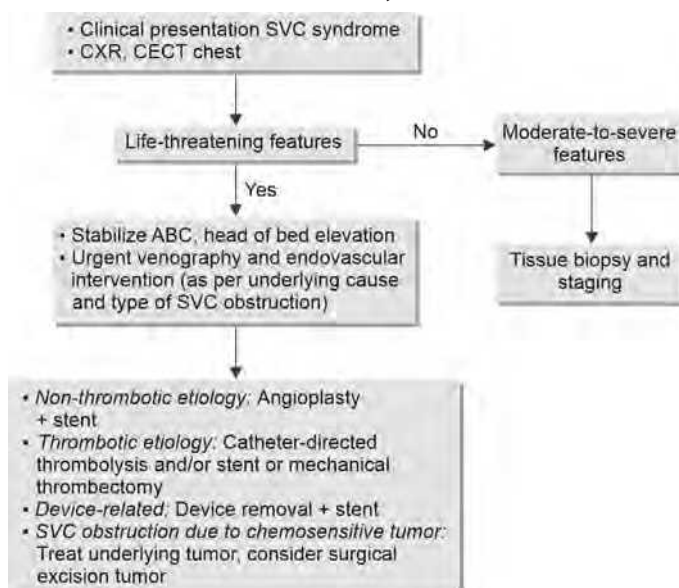 • Clinical presentation SVC syndrome
• CXR, CECT chest
Life-threatening features
No
Moderate-to-severe
features
Yes
• Stabilize ABC, head of bed elevation
• Urgent venography and endovascular
intervention (as per underlying cause
and type of SVC obstruction)
Tissue biopsy and
staging
• Non-thrombotic etiology: Angioplasty
+ stent
• Thrombotic etiology: Catheter-directed
thrombolysis and/or stent or mechanical
thrombectomy
• Device-related: Device removal + stent
• SVC obstruction due to chemosensitive tumor:
Treat underlying tumor, consider surgical
excision tumor